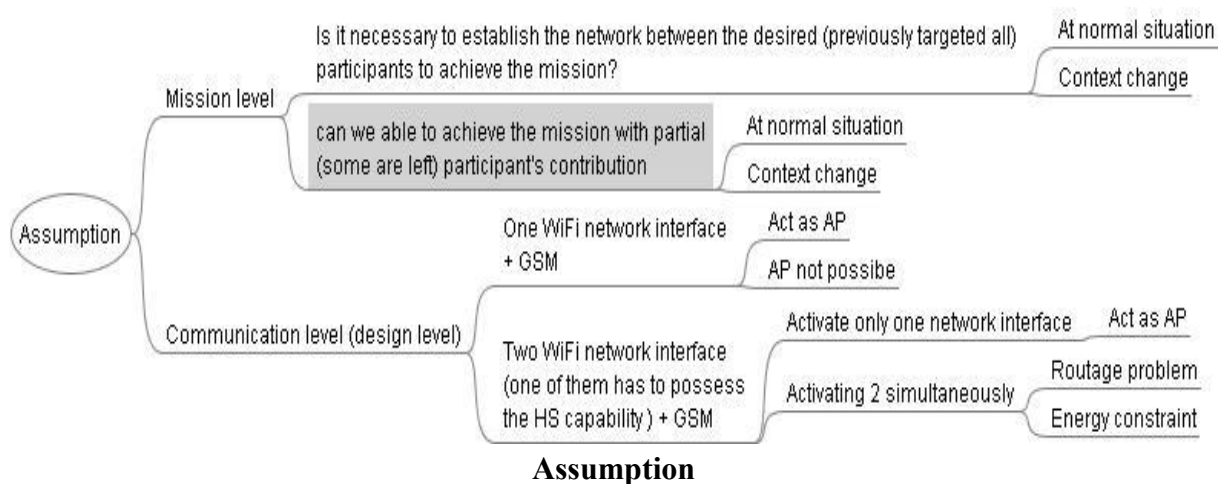 Is it necessary to establish the network between the desired (previously targeted all)
participants to achieve the mission?
At normal situation
Context change
Mission level
can we able to achieve the mission with partial
(some are left) participant's contribution
At normal situation
Context change
Assumption
One WiFi network interface
+ GSM
Act as AP
AP not possibe
Communication level (design level)
Two WiFi network interface
(one of them has to possess
the HS capability ) + GSM
Activate only one network interface
Act as AP
Activating 2 simultaneously
Routage problem
Energy constraint
Assumption